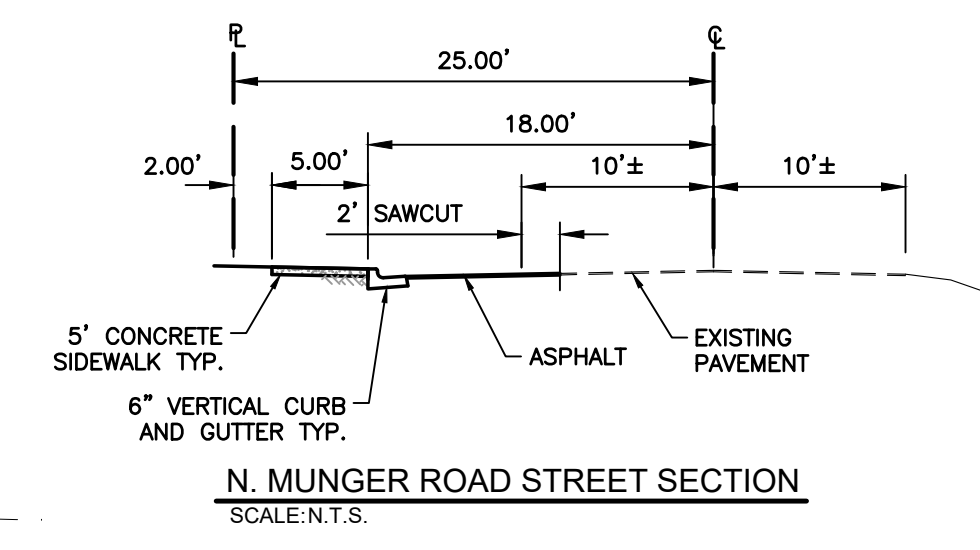 PL
CL
25.00'
18.00'
2.00'
5.00'
10'±
10'±
2' SAWCUT
5' CONCRETE
SIDEWALK TYP.
6" VERTICAL CURB
AND GUTTER TYP.
ASPHALT
EXISTING
PAVEMENT
N. MUNGER ROAD STREET SECTION
SCALE:N.T.S.